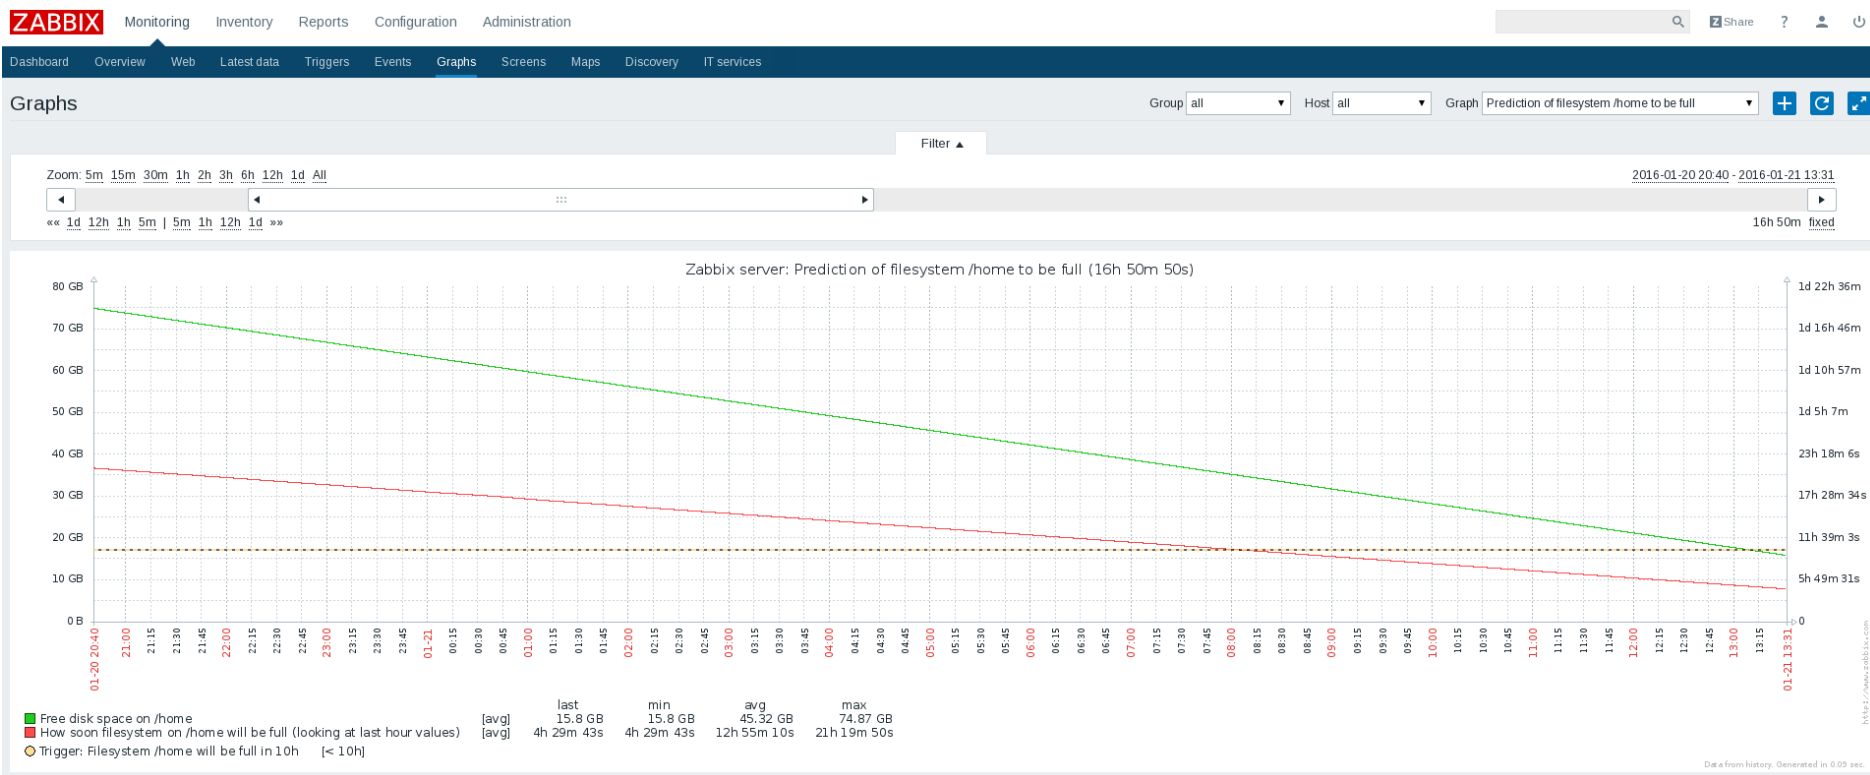 ZABBIX Monitoring Inventory Reports Configuration Administration Z Share ?
Dashboard Overview Web Latest data Triggers Events Graphs Screens Maps Discovery IT services
Graphs Group all Host all Graph Prediction of filesystem /home to be full
Filter
Zoom: 5m 15m 30m 1h 2h 3h 6h 12h 1d All 2016-01-20 20:40 - 2016-01-21 13:31
«« 1d 12h 1h 5m | 5m 1h 12h 1d »» 16h 50m fixed
Zabbix server: Prediction of filesystem /home to be full (16h 50m 50s)
80 GB 1d 22h 36m
70 GB 1d 16h 46m
60 GB 1d 10h 57m
50 GB 1d 5h 7m
40 GB 23h 18m 6s
30 GB 17h 28m 34s
20 GB 11h 39m 3s
10 GB 5h 49m 31s
0 B 0
01-20 20:40 21:00 21:15 21:30 21:45 22:00 22:15 22:30 22:45 23:00 23:15 23:30 23:45 01-21 00:15 00:30 00:45 01:00 01:15 01:30 01:45 02:00 02:15 02:30 02:45 03:00 03:15 03:30 03:45 04:00 04:15 04:30 04:45 05:00 05:15 05:30 05:45 06:00 06:15 06:30 06:45 07:00 07:15 07:30 07:45 08:00 08:15 08:30 08:45 09:00 09:15 09:30 09:45 10:00 10:15 10:30 10:45 11:00 11:15 11:30 11:45 12:00 12:15 12:30 12:45 13:00 13:15 01-21 13:31
http://www.zabbix.com
last min avg max
Free disk space on /home [avg] 15.8 GB 15.8 GB 45.32 GB 74.87 GB
How soon filesystem on /home will be full (looking at last hour values) [avg] 4h 29m 43s 4h 29m 43s 12h 55m 10s 21h 19m 50s
Trigger: Filesystem /home will be full in 10h [< 10h]
Data from history. Generated in 0.09 sec.